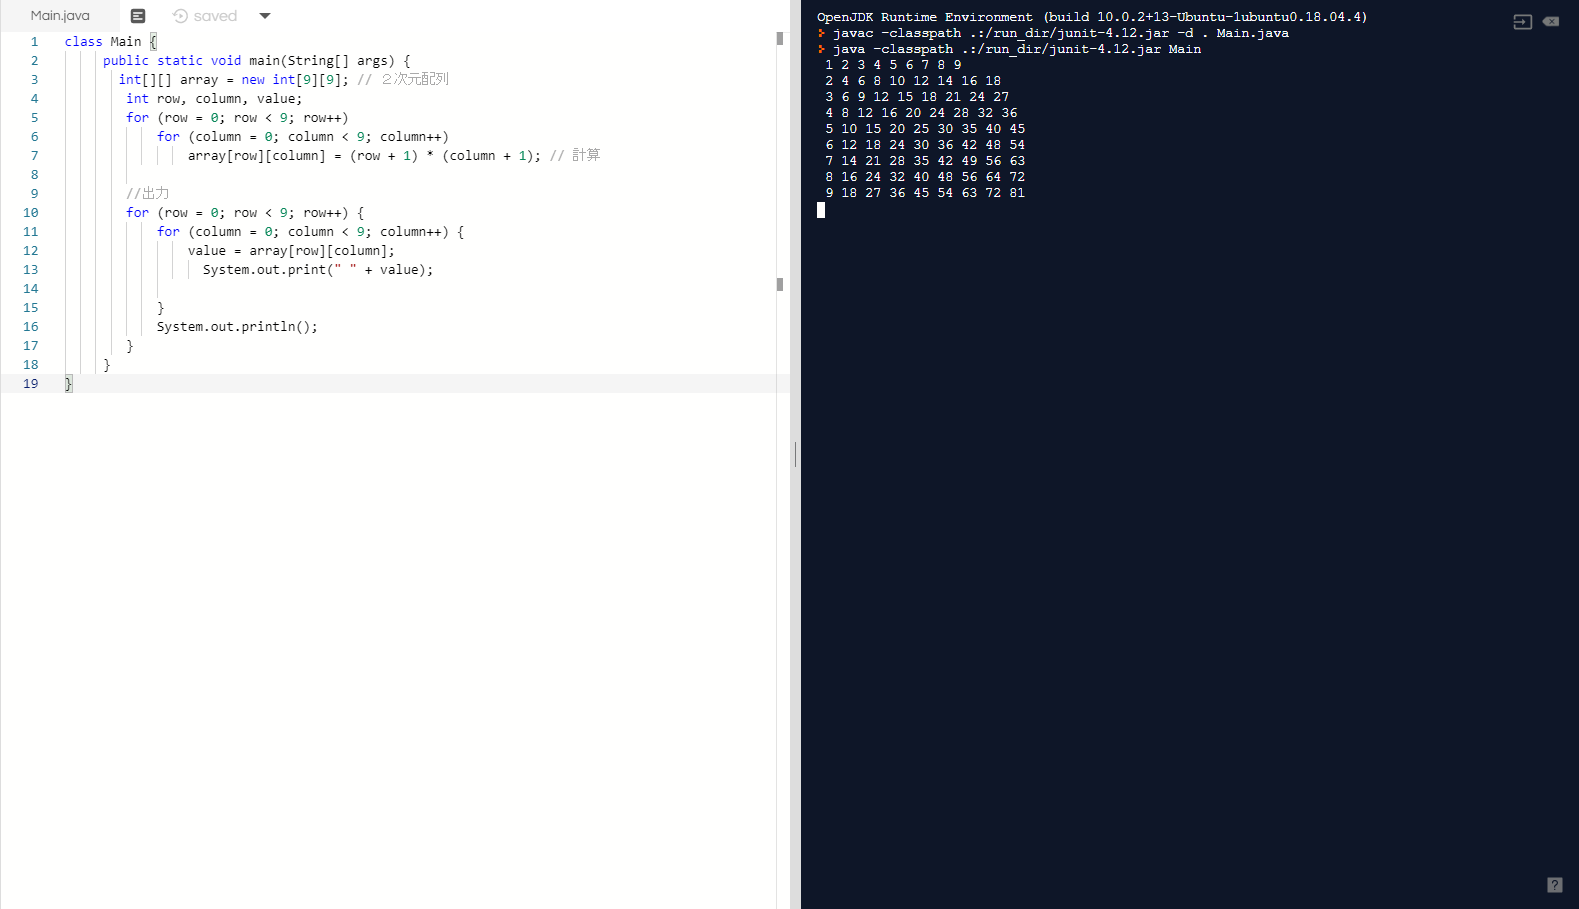 Main.java saved
1 class Main {
2 public static void main(String[] args) {
3 int[][] array = new int[9][9]; // ２次元配列
4 int row, column, value;
5 for (row = 0; row < 9; row++)
6 for (column = 0; column < 9; column++)
7 array[row][column] = (row + 1) * (column + 1); // 計算
8
9 //出力
10 for (row = 0; row < 9; row++) {
11 for (column = 0; column < 9; column++) {
12 value = array[row][column];
13 System.out.print(" " + value);
14
15 }
16 System.out.println();
17 }
18 }
19 }
OpenJDK Runtime Environment (build 10.0.2+13-Ubuntu-1ubuntu0.18.04.4)
javac -classpath .:/run_dir/junit-4.12.jar -d . Main.java
java -classpath .:/run_dir/junit-4.12.jar Main
1 2 3 4 5 6 7 8 9
2 4 6 8 10 12 14 16 18
3 6 9 12 15 18 21 24 27
4 8 12 16 20 24 28 32 36
5 10 15 20 25 30 35 40 45
6 12 18 24 30 36 42 48 54
7 14 21 28 35 42 49 56 63
8 16 24 32 40 48 56 64 72
9 18 27 36 45 54 63 72 81
?